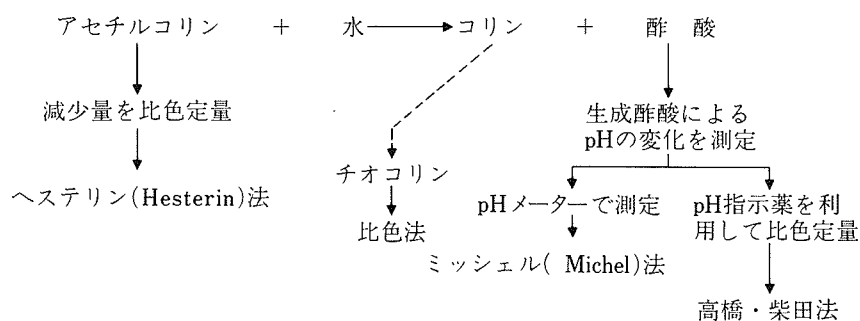 アセチルコリン + 水 → コリン + 酢 酸
減少量を比色定量
ヘステリン(Hesterin)法
チオコリン
比色法
生成酢酸による
pHの変化を測定
pHメーターで測定
ミッシェル( Michel)法
pH指示薬を利
用して比色定量
高橋・柴田法